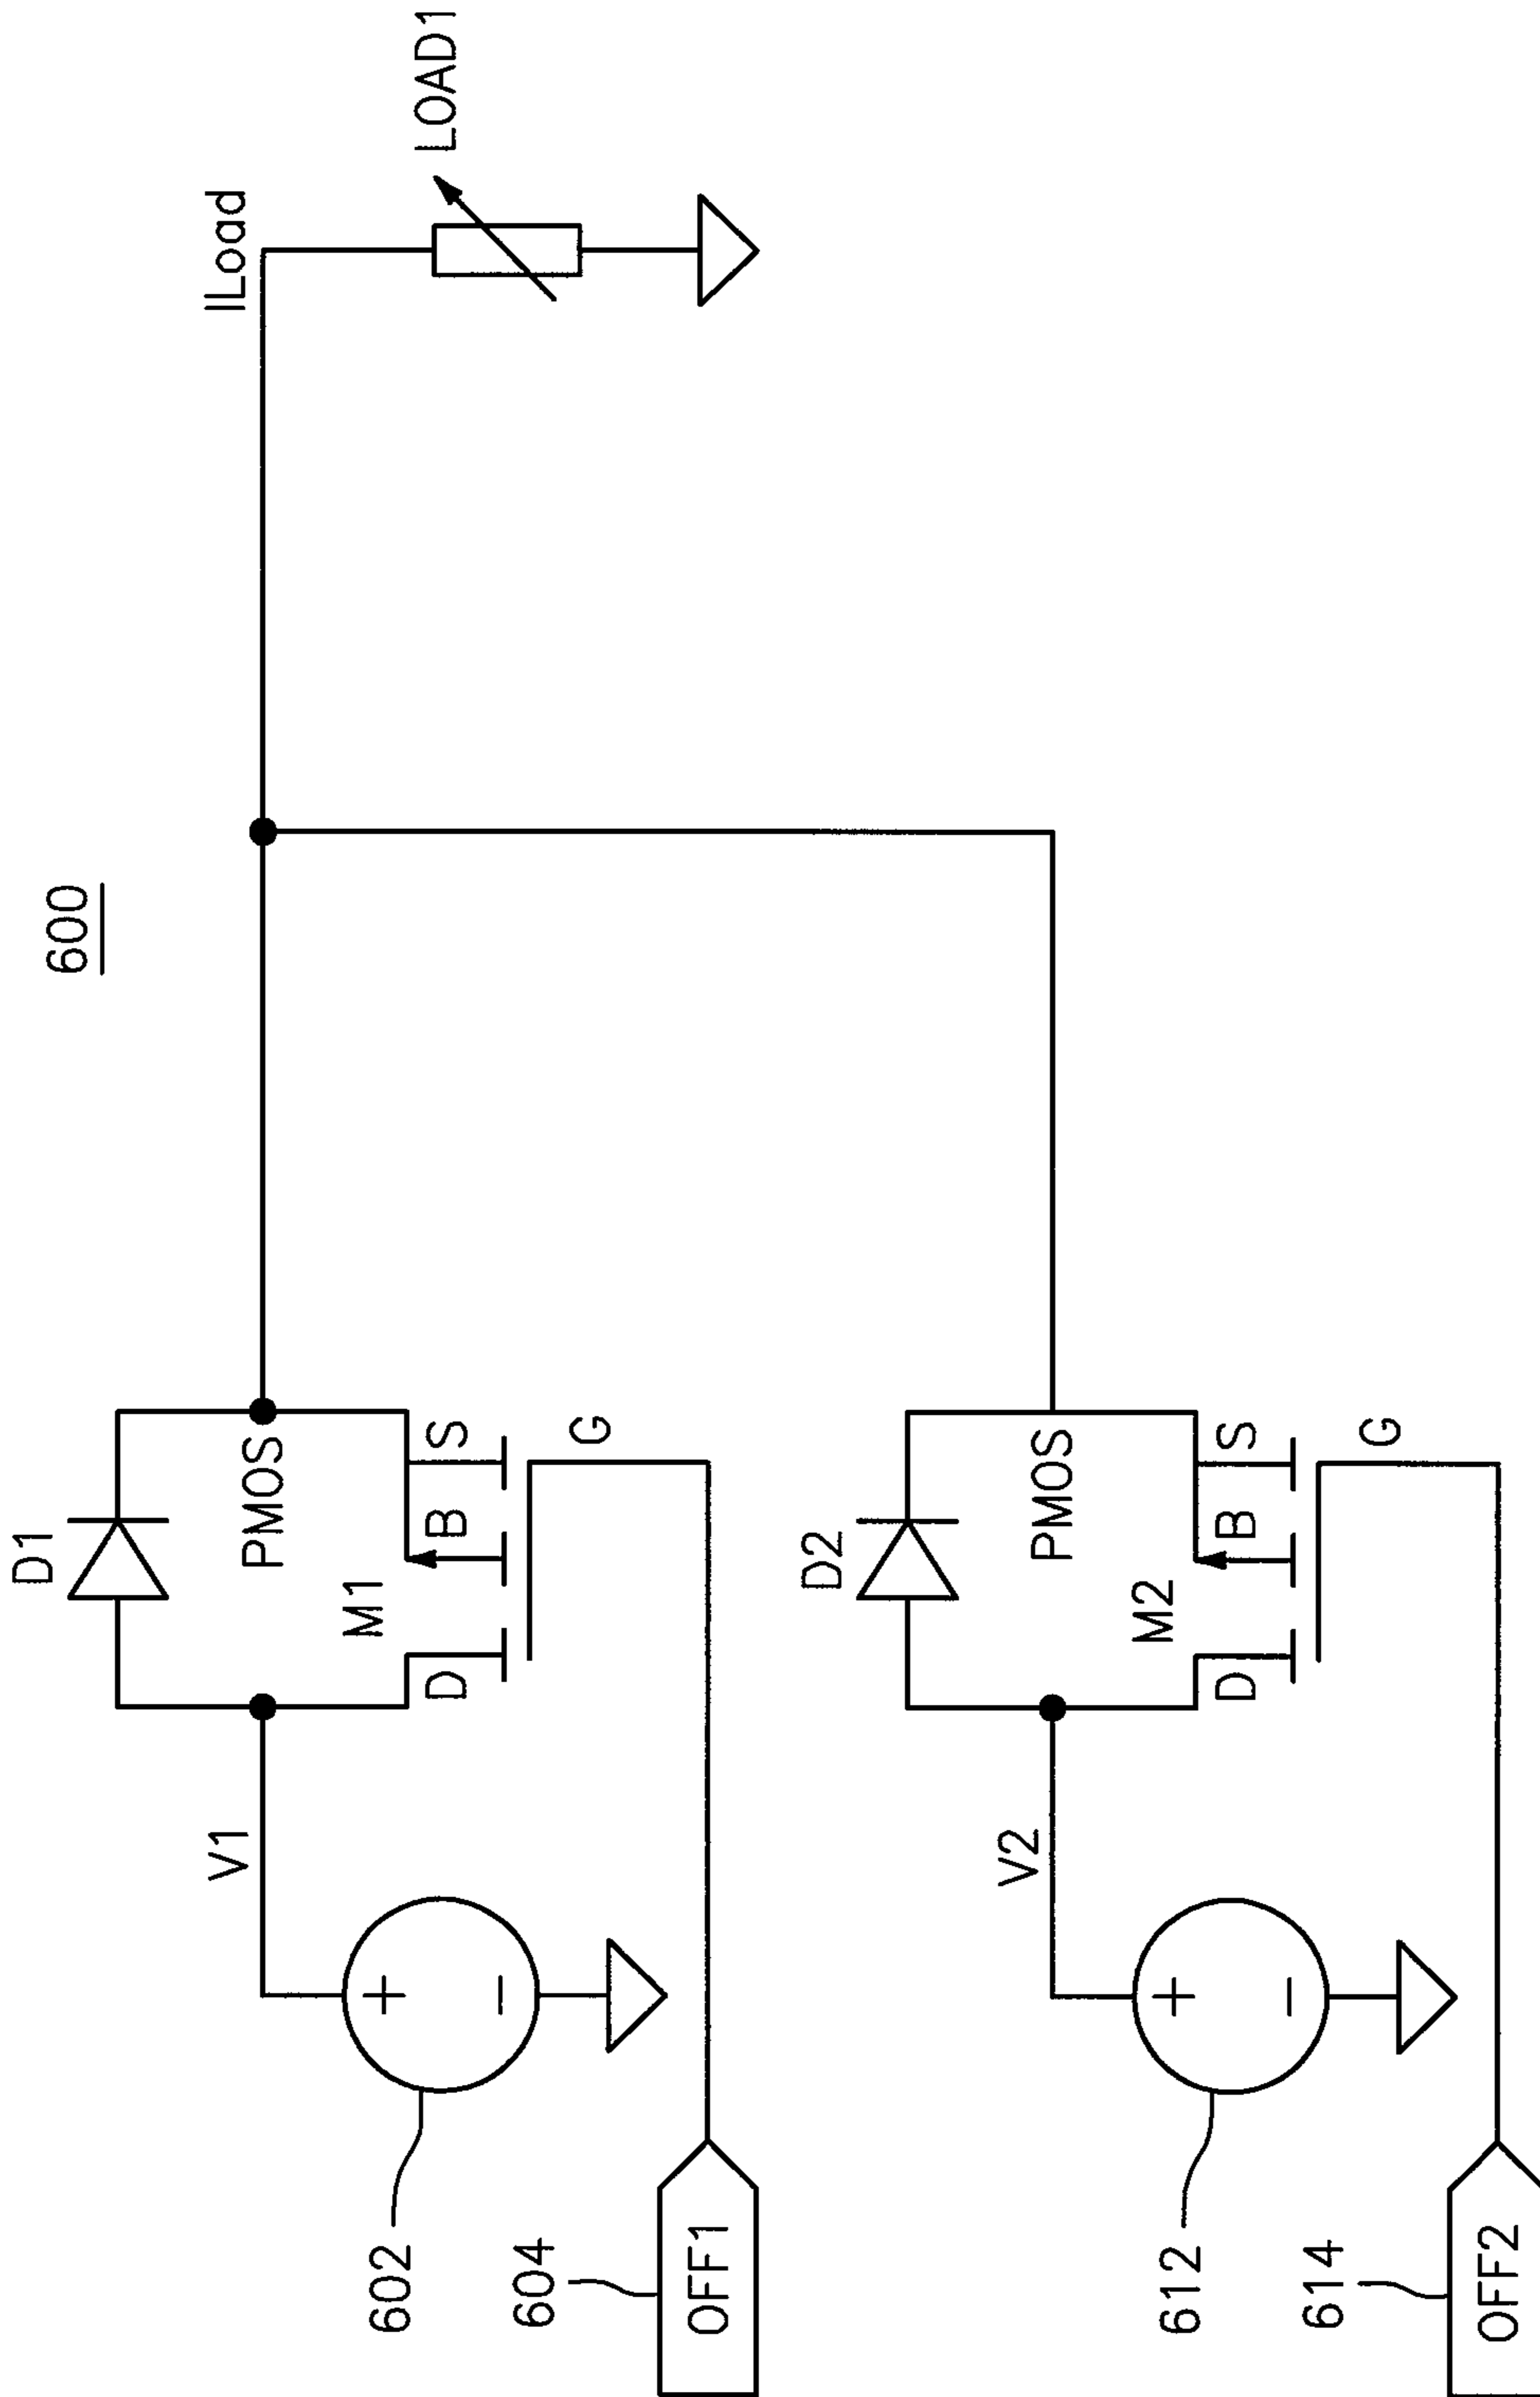 600
D1
ILoad
V1
PMOS
602
M1
LOAD1
D
B
S
+
-
604
G
OFF1
D2
V2
PMOS
612
M2
D
B
S
+
-
614
G
OFF2